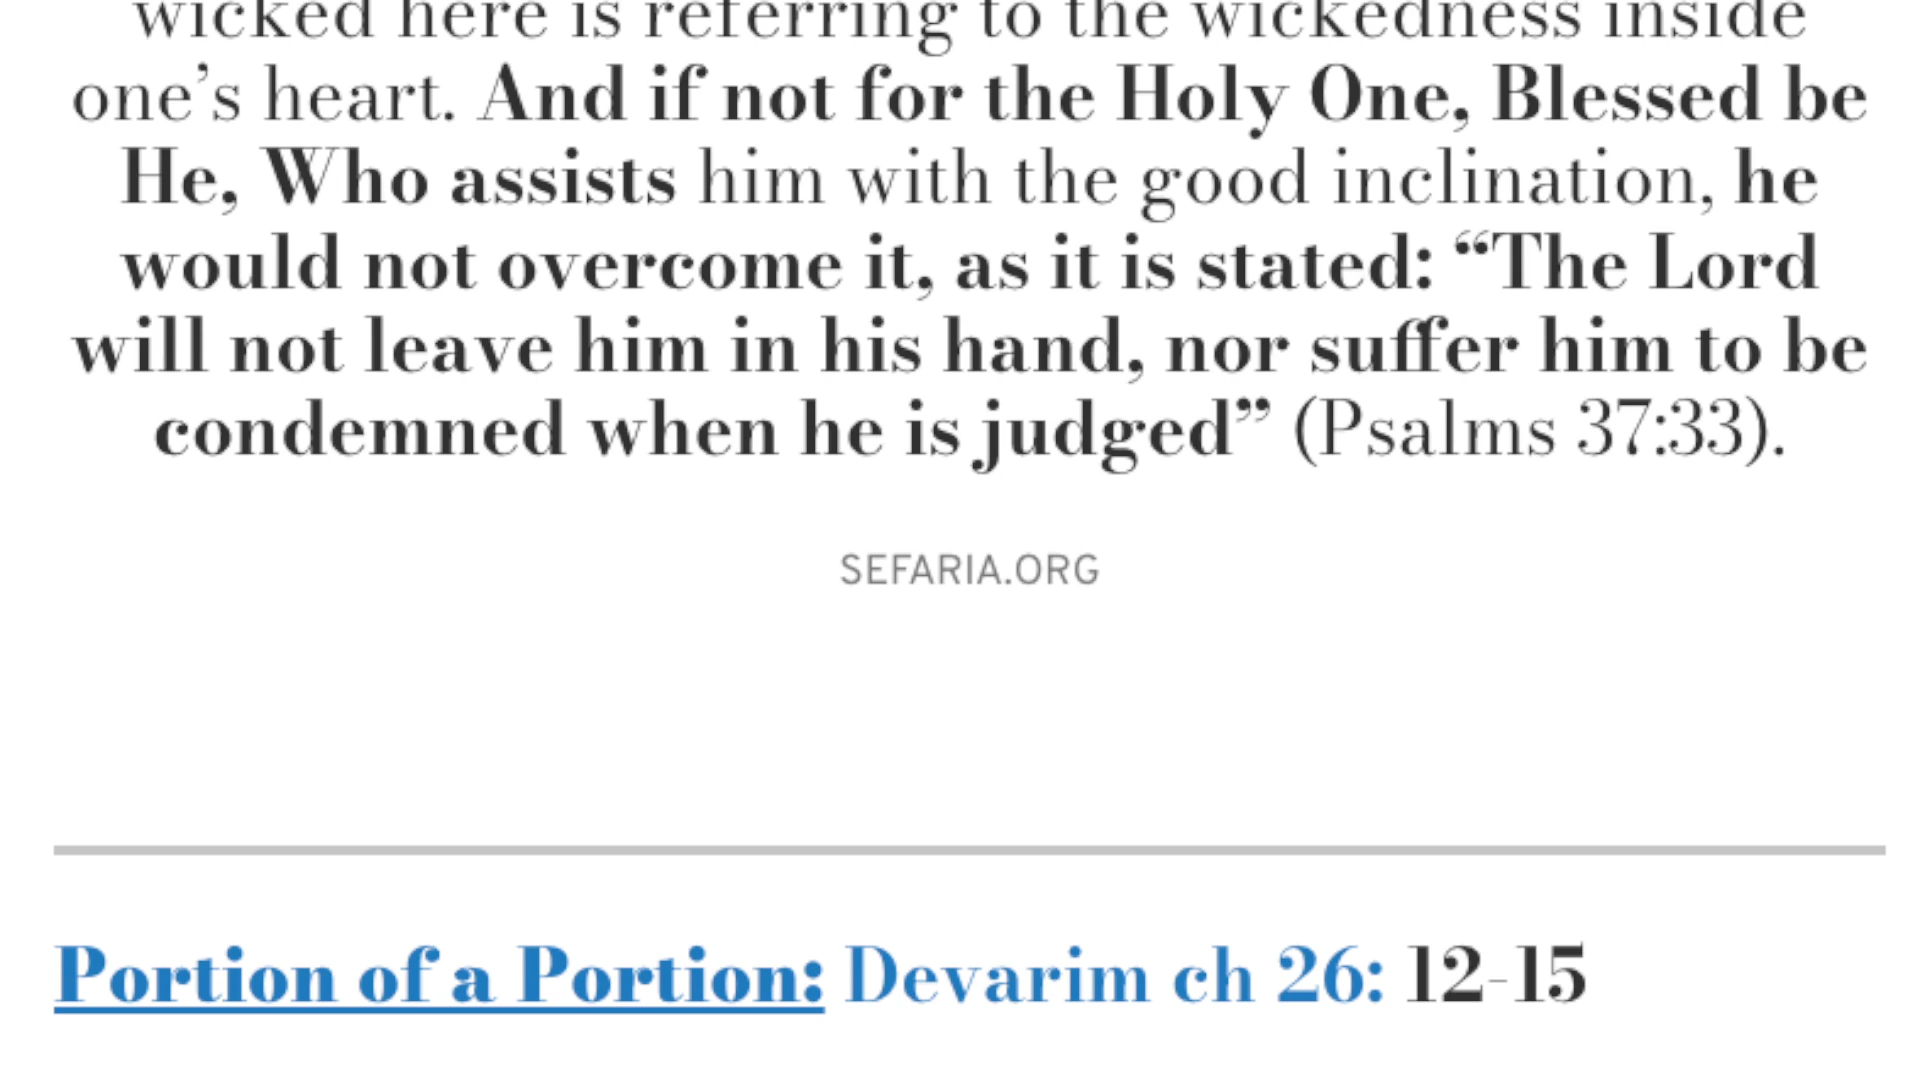 wicked here is referring to the wickedness inside
one’s heart. And if not for the Holy One, Blessed be
He, Who assists him with the good inclination, he
would not overcome it, as it is stated: “The Lord
will not leave him in his hand, nor suffer him to be
condemned when he is judged” (Psalms 37:33).
SEFARIA.ORG
Portion of a Portion: Devarim ch 26: 12-15